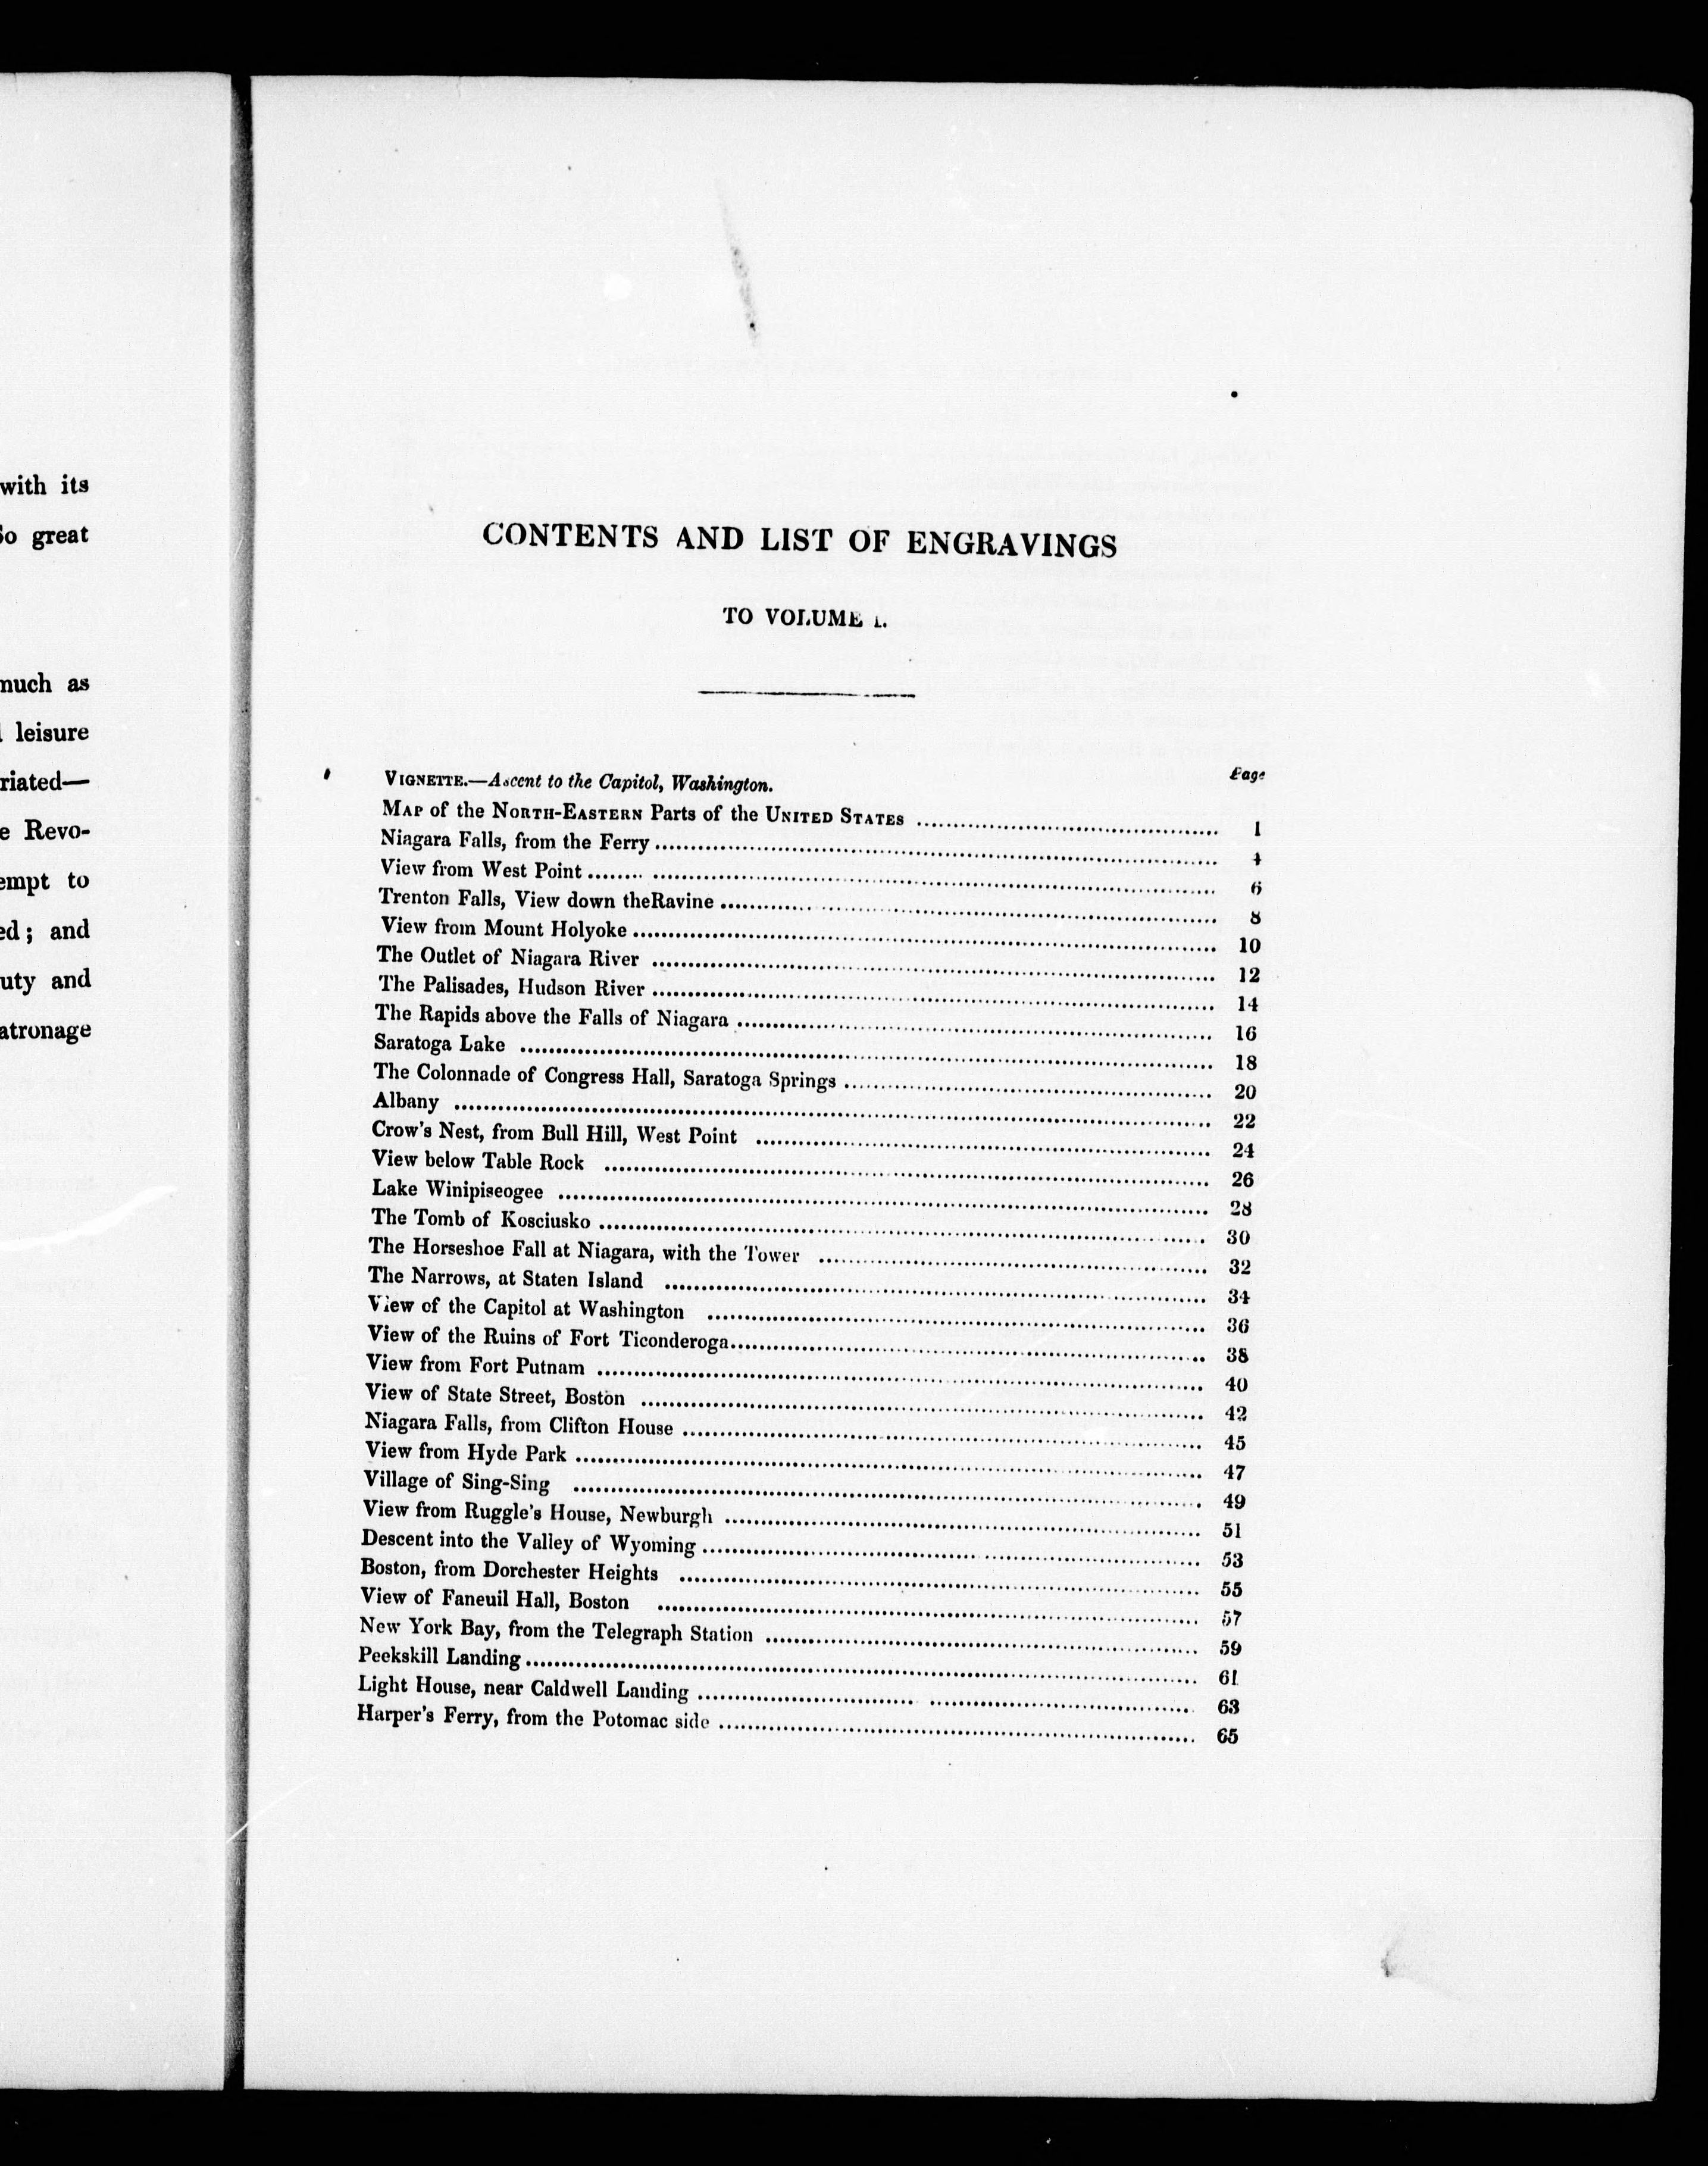 with its
So great
much as
leisure
riated—
e Revo-
empt to
ed; and
uty and
atronage
CONTENTS AND LIST OF ENGRAVINGS
TO VOLUME I.
Page
VIGNETTE.—Ascent to the Capitol, Washington.
MAP of the NORTH-EASTERN Parts of the UNITED STATES 1
Niagara Falls, from the Ferry 4
View from West Point 6
Trenton Falls, View down theRavine 8
View from Mount Holyoke 10
The Outlet of Niagara River 12
The Palisades, Hudson River 14
The Rapids above the Falls of Niagara 16
Saratoga Lake 18
The Colonnade of Congress Hall, Saratoga Springs 20
Albany 22
Crow's Nest, from Bull Hill, West Point 24
View below Table Rock 26
Lake Winipiseogee 28
The Tomb of Kosciusko 30
The Horseshoe Fall at Niagara, with the Tower 32
The Narrows, at Staten Island 34
View of the Capitol at Washington 36
View of the Ruins of Fort Ticonderoga 38
View from Fort Putnam 40
View of State Street, Boston 42
Niagara Falls, from Clifton House 45
View from Hyde Park 47
Village of Sing-Sing 49
View from Ruggle's House, Newburgh 51
Descent into the Valley of Wyoming 53
Boston, from Dorchester Heights 55
View of Faneuil Hall, Boston 57
New York Bay, from the Telegraph Station 59
Peekskill Landing 61
Light House, near Caldwell Landing 63
Harper's Ferry, from the Potomac side 65